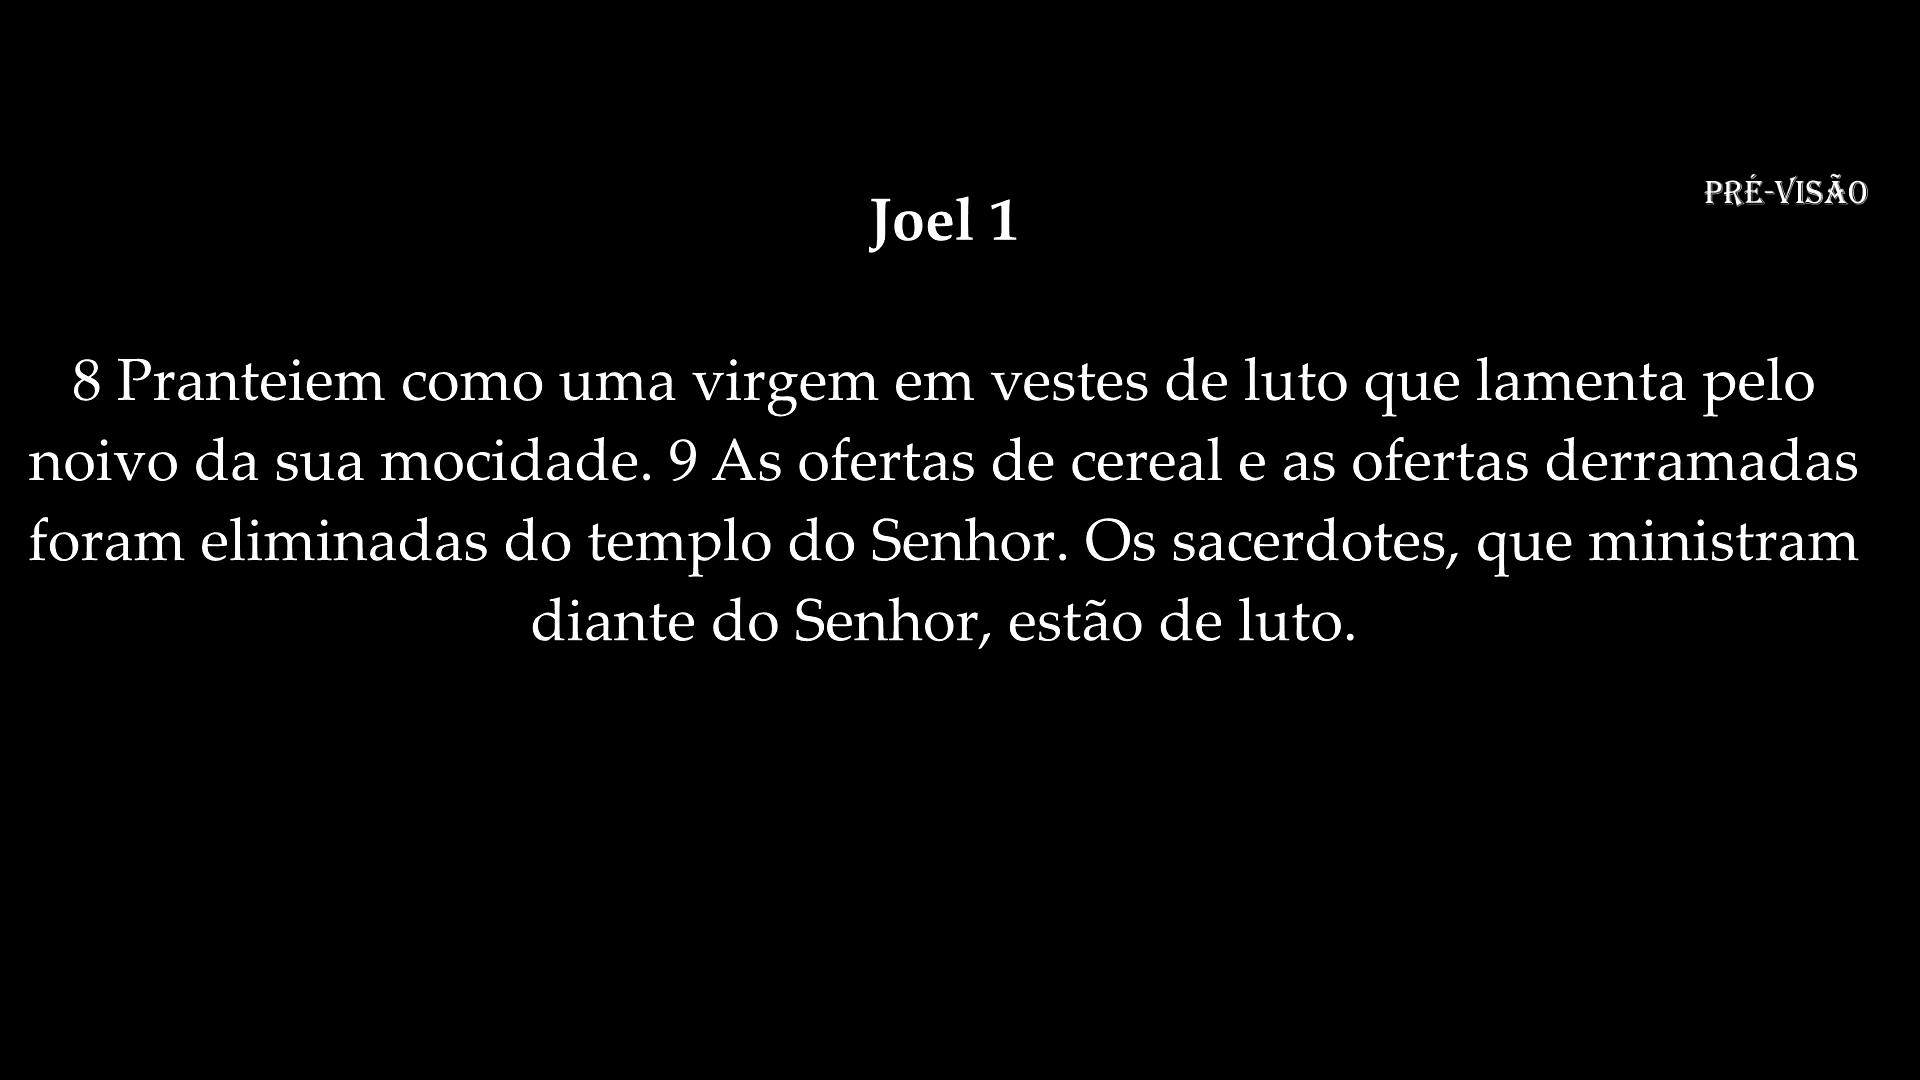 PRÉ-VISÃO
Joel 1
8 Pranteiem como uma virgem em vestes de luto que lamenta pelo
noivo da sua mocidade. 9 As ofertas de cereal e as ofertas derramadas
foram eliminadas do templo do Senhor. Os sacerdotes, que ministram
diante do Senhor, estão de luto.